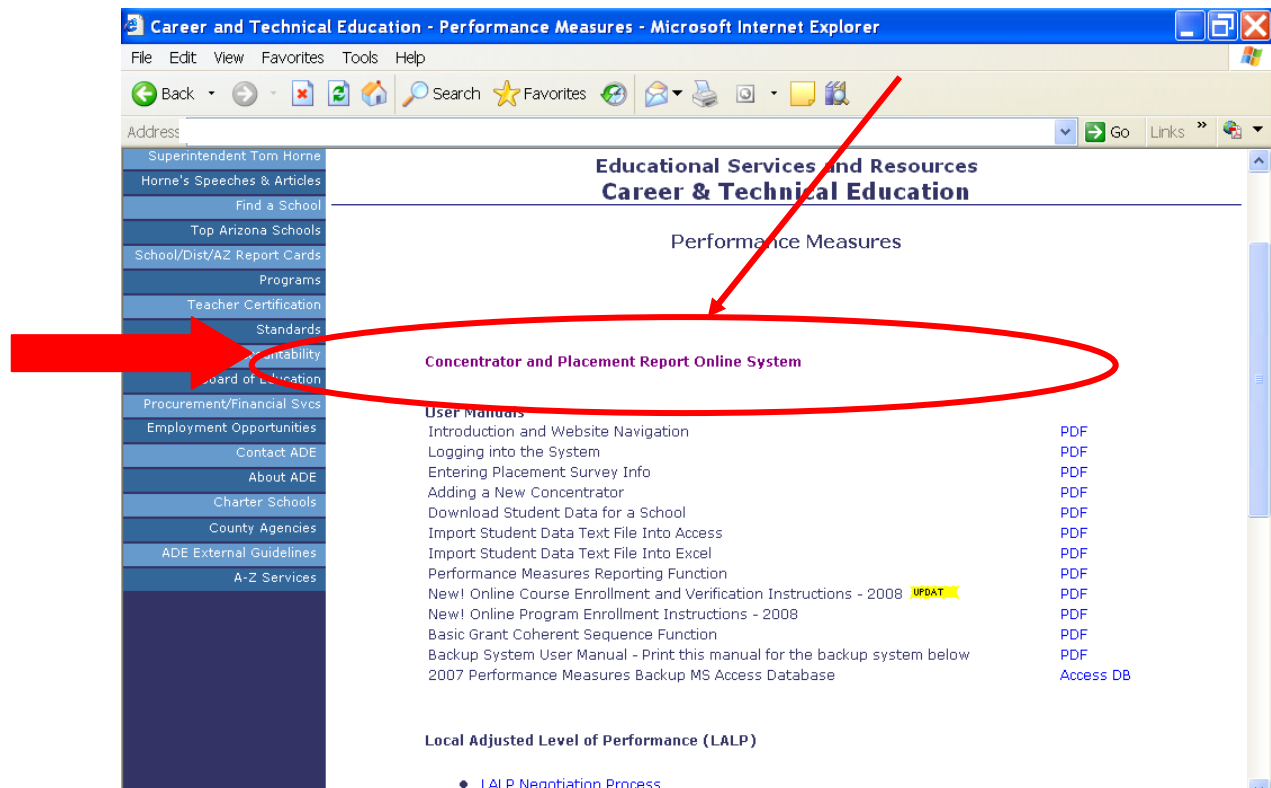 Career and Technical Education - Performance Measures - Microsoft Internet Explorer
File Edit View Favorites Tools Help
Back Search Favorites
Address Go Links »
Superintendent Tom Horne
Horne's Speeches & Articles
Find a School
Top Arizona Schools
School/Dist/AZ Report Cards
Programs
Teacher Certification
Standards
Board of Education
Procurement/Financial Svcs
Employment Opportunities
Contact ADE
About ADE
Charter Schools
County Agencies
ADE External Guidelines
A-Z Services
Educational Services and Resources
Career & Technical Education
Performance Measures
Concentrator and Placement Report Online System
User Manuals
Introduction and Website Navigation PDF
Logging into the System PDF
Entering Placement Survey Info PDF
Adding a New Concentrator PDF
Download Student Data for a School PDF
Import Student Data Text File Into Access PDF
Import Student Data Text File Into Excel PDF
Performance Measures Reporting Function PDF
New! Online Course Enrollment and Verification Instructions - 2008 UPDAT PDF
New! Online Program Enrollment Instructions - 2008 PDF
Basic Grant Coherent Sequence Function PDF
Backup System User Manual - Print this manual for the backup system below PDF
2007 Performance Measures Backup MS Access Database Access DB
Local Adjusted Level of Performance (LALP)
• LALP Negotiation Process